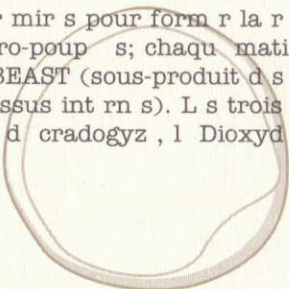 r mir s pour form r la r
ro-poup s; chaqu mati
BEAST (sous-produit d s
ssus int rn s). L s trois
d cradogyz , l Dioxyd